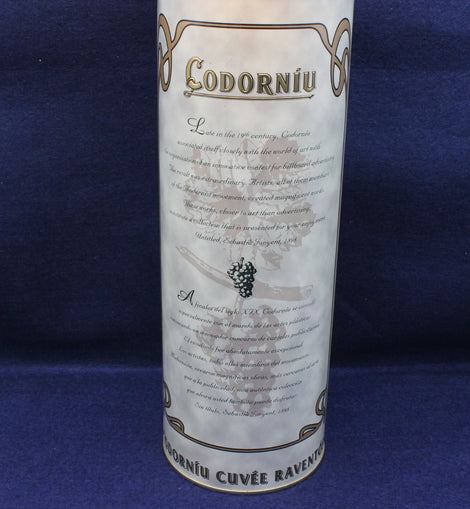 CODORNÍU
Late in the 19th century, Codorníu
associated itself closely with the world of art with
the organisation of an innovative contest for billboard advertising.
The result was extraordinary. Artists, all of them members
of the Modernist movement, created magnificent works.
These works, closer to art than advertising,
constitute a collection that is presented for your enjoyment.
Untitled, Sebastià Junyent, 1898
A finales del siglo XIX, Codorníu se vinculó
especialmente con el mundo de las artes plásticas
convocando un innovador concurso de carteles publicitarios.
El resultado fue absolutamente excepcional.
Los artistas, todos ellos miembros del movimiento
Modernista, crearon magníficas obras, más cercanas al arte
que a la publicidad, una auténtica colección
que ahora usted también puede disfrutar.
Sin título, Sebastià Junyent, 1898
CODORNÍU CUVÉE RAVENTÓ